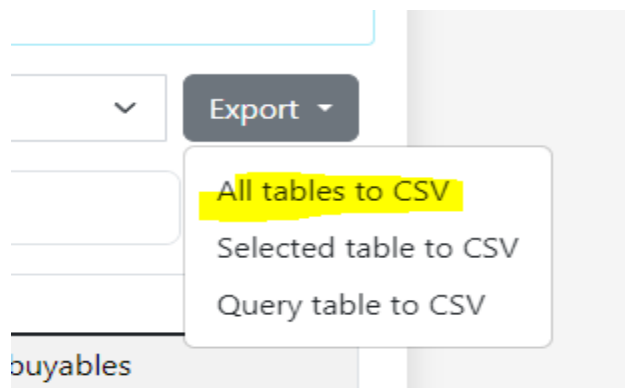 Export
All tables to CSV
Selected table to CSV
Query table to CSV
buyables